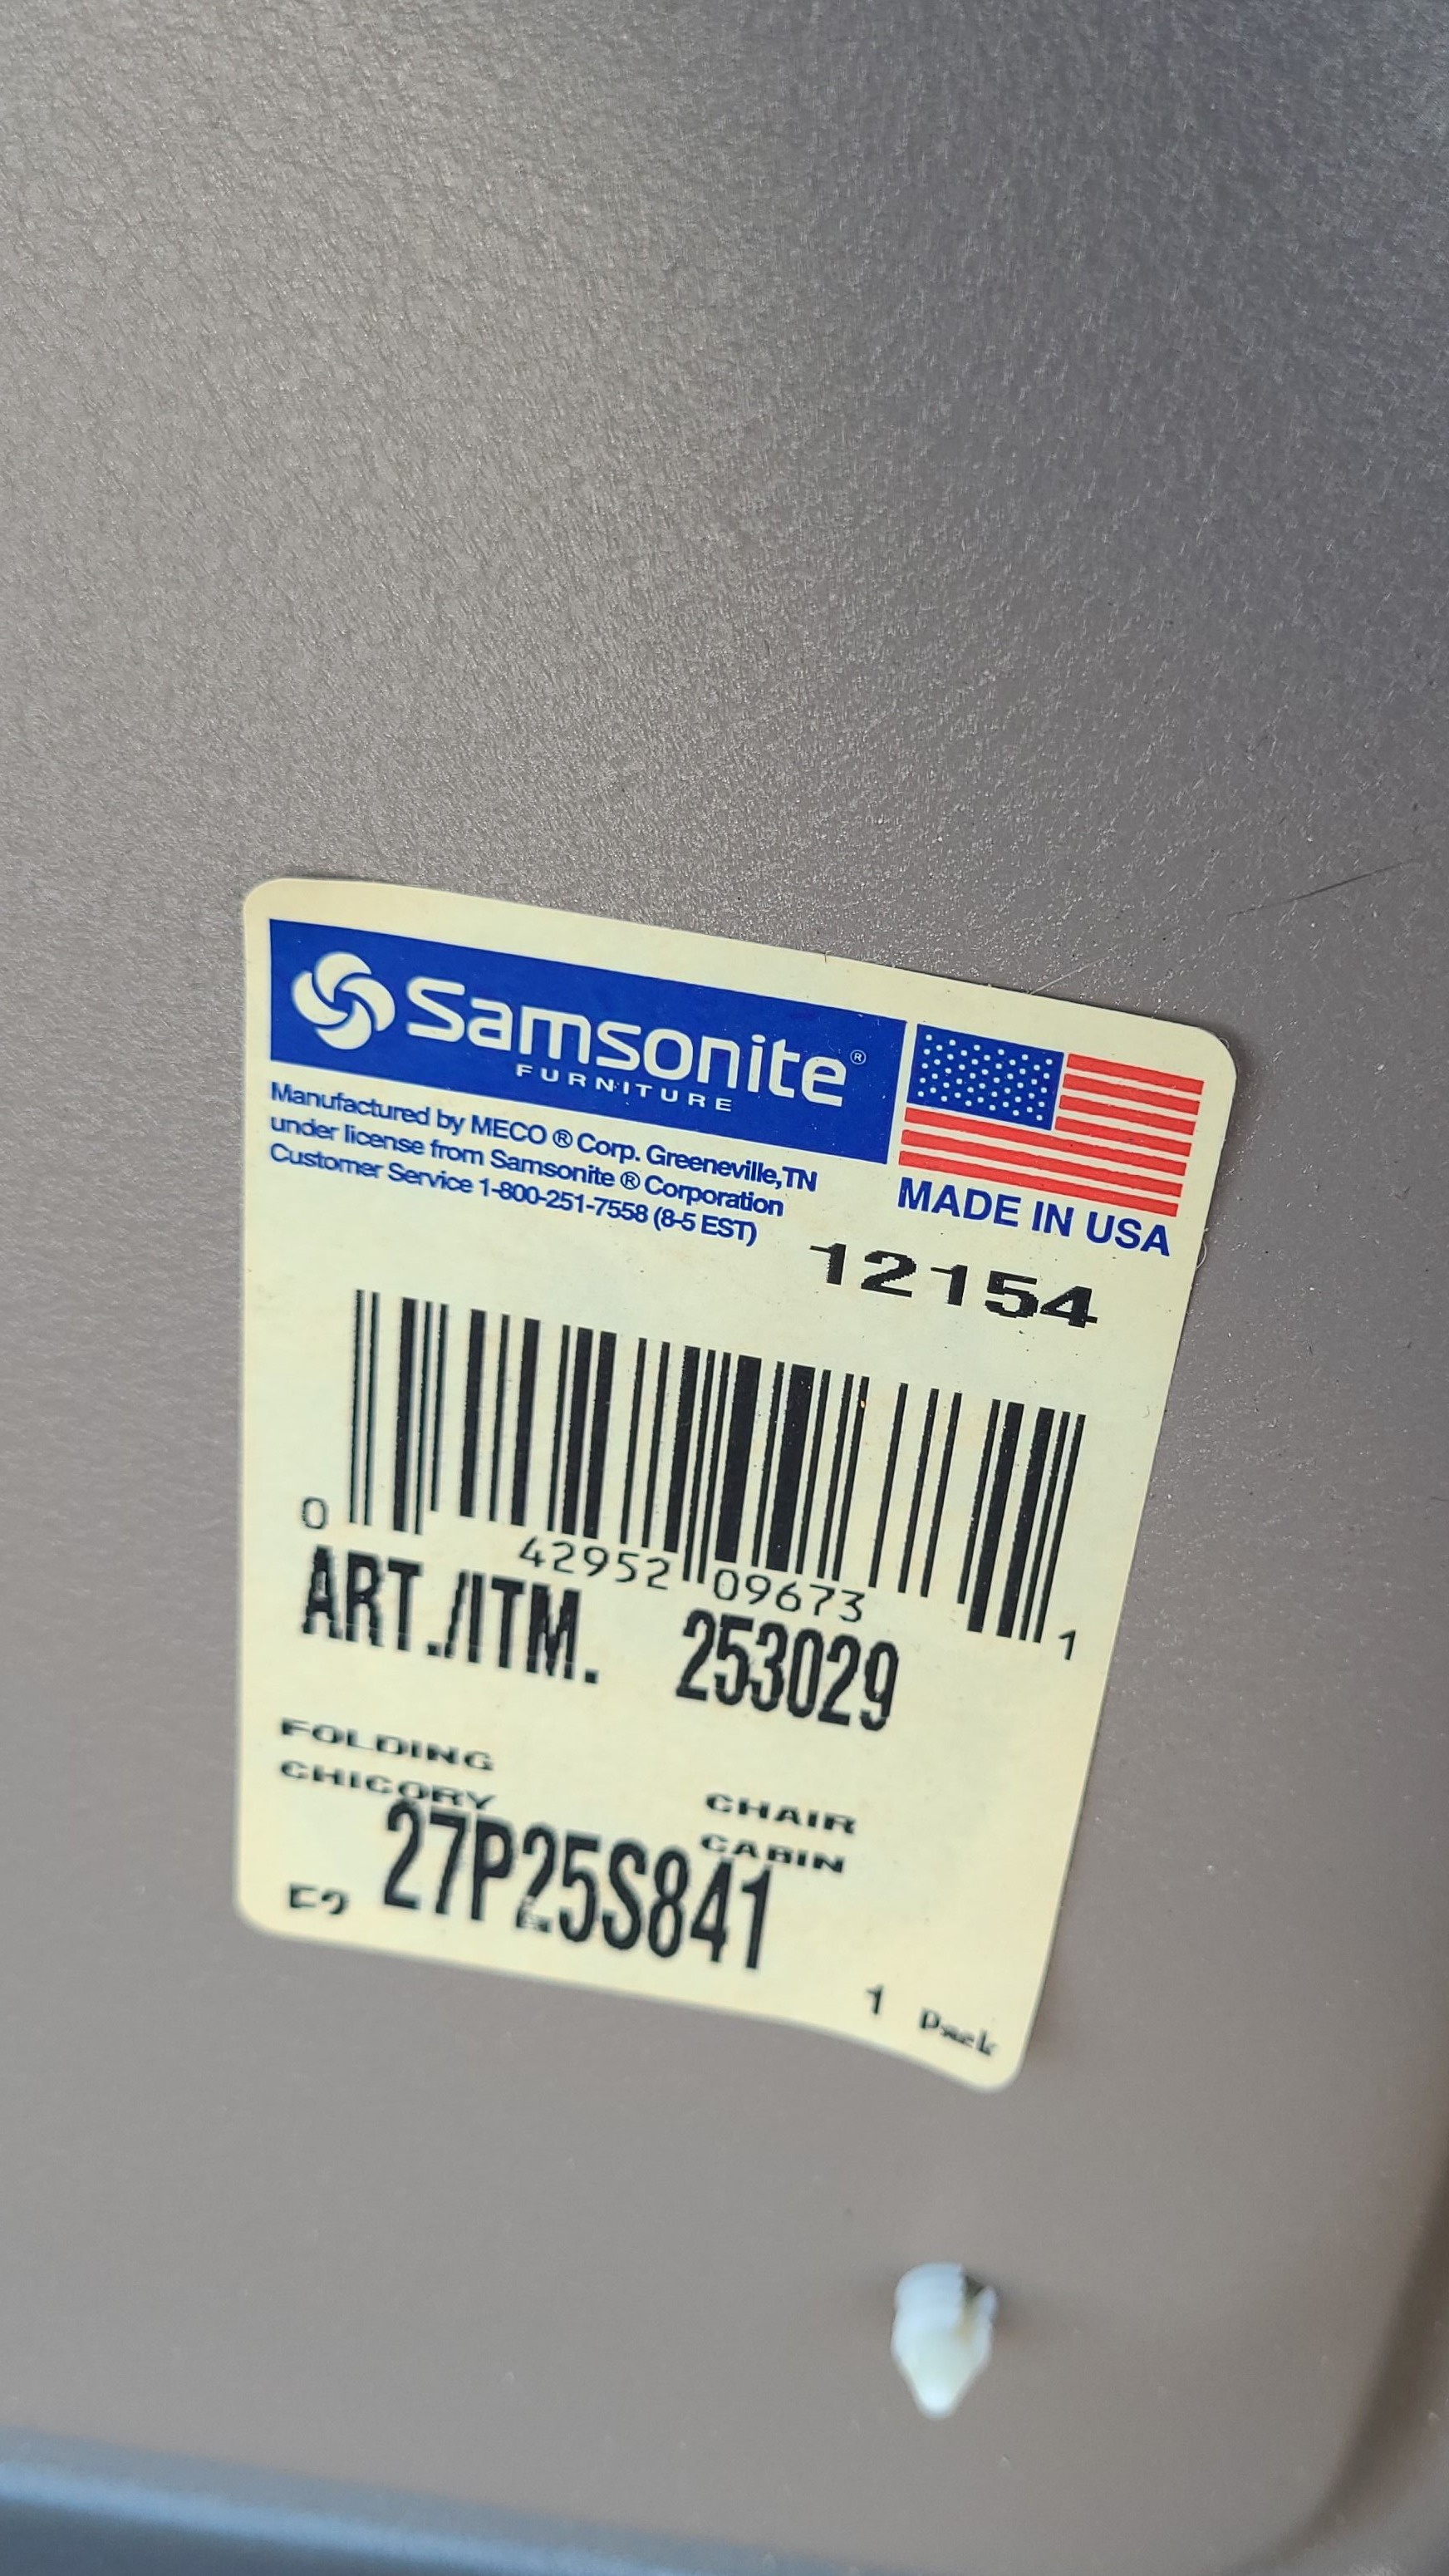 Samsonite®
FURNITURE
Manufactured by MECO ® Corp. Greeneville,TN
under license from Samsonite ® Corporation
Customer Service 1-800-251-7558 (8-5 EST)
MADE IN USA
12154
0 42952 09673 1
ART./ITM. 253029
FOLDING CHAIR
CHICORY CABIN
27P25S841
1 Pack